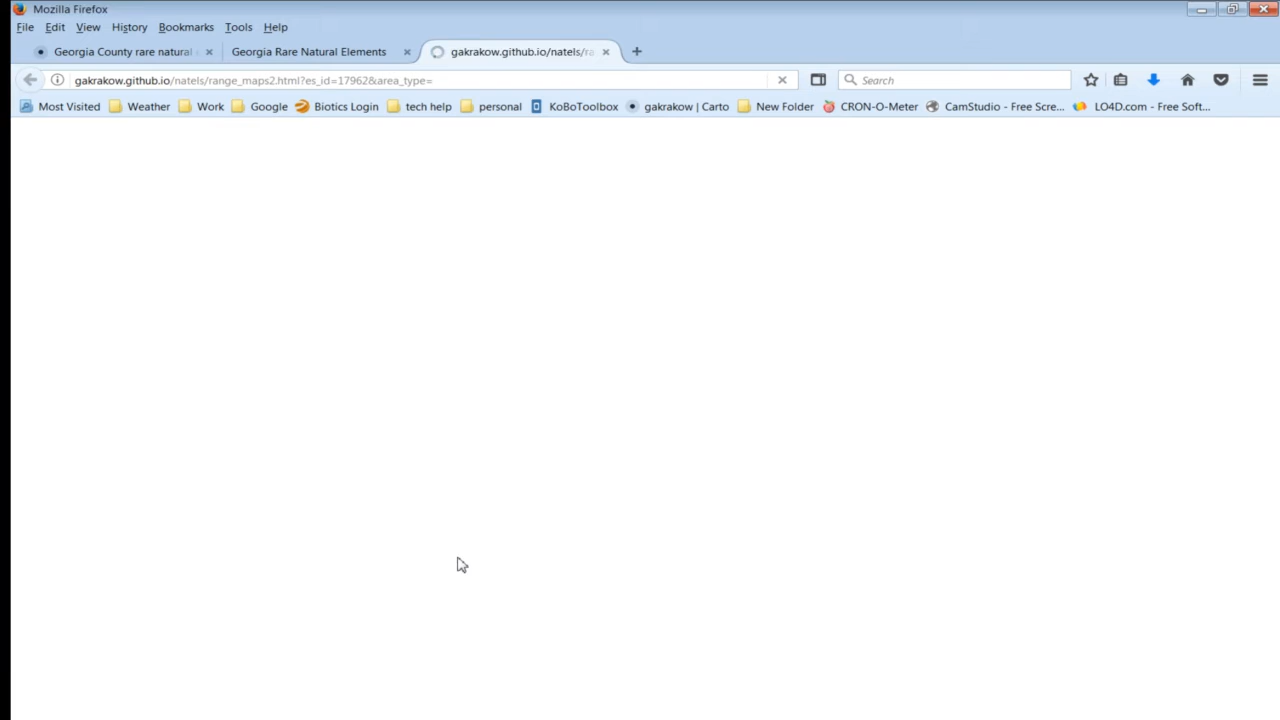 Mozilla Firefox
File Edit View History Bookmarks Tools Help
Georgia County rare natural Georgia Rare Natural Elements gakrakow.github.io/natels/ra
gakrakow.github.io/natels/range_maps2.html?es_id=17962&area_type= Search
Most Visited Weather Work Google Biotics Login tech help personal KoBoToolbox gakrakow | Carto New Folder CRON-O-Meter CamStudio - Free Scre... LO4D.com - Free Soft...